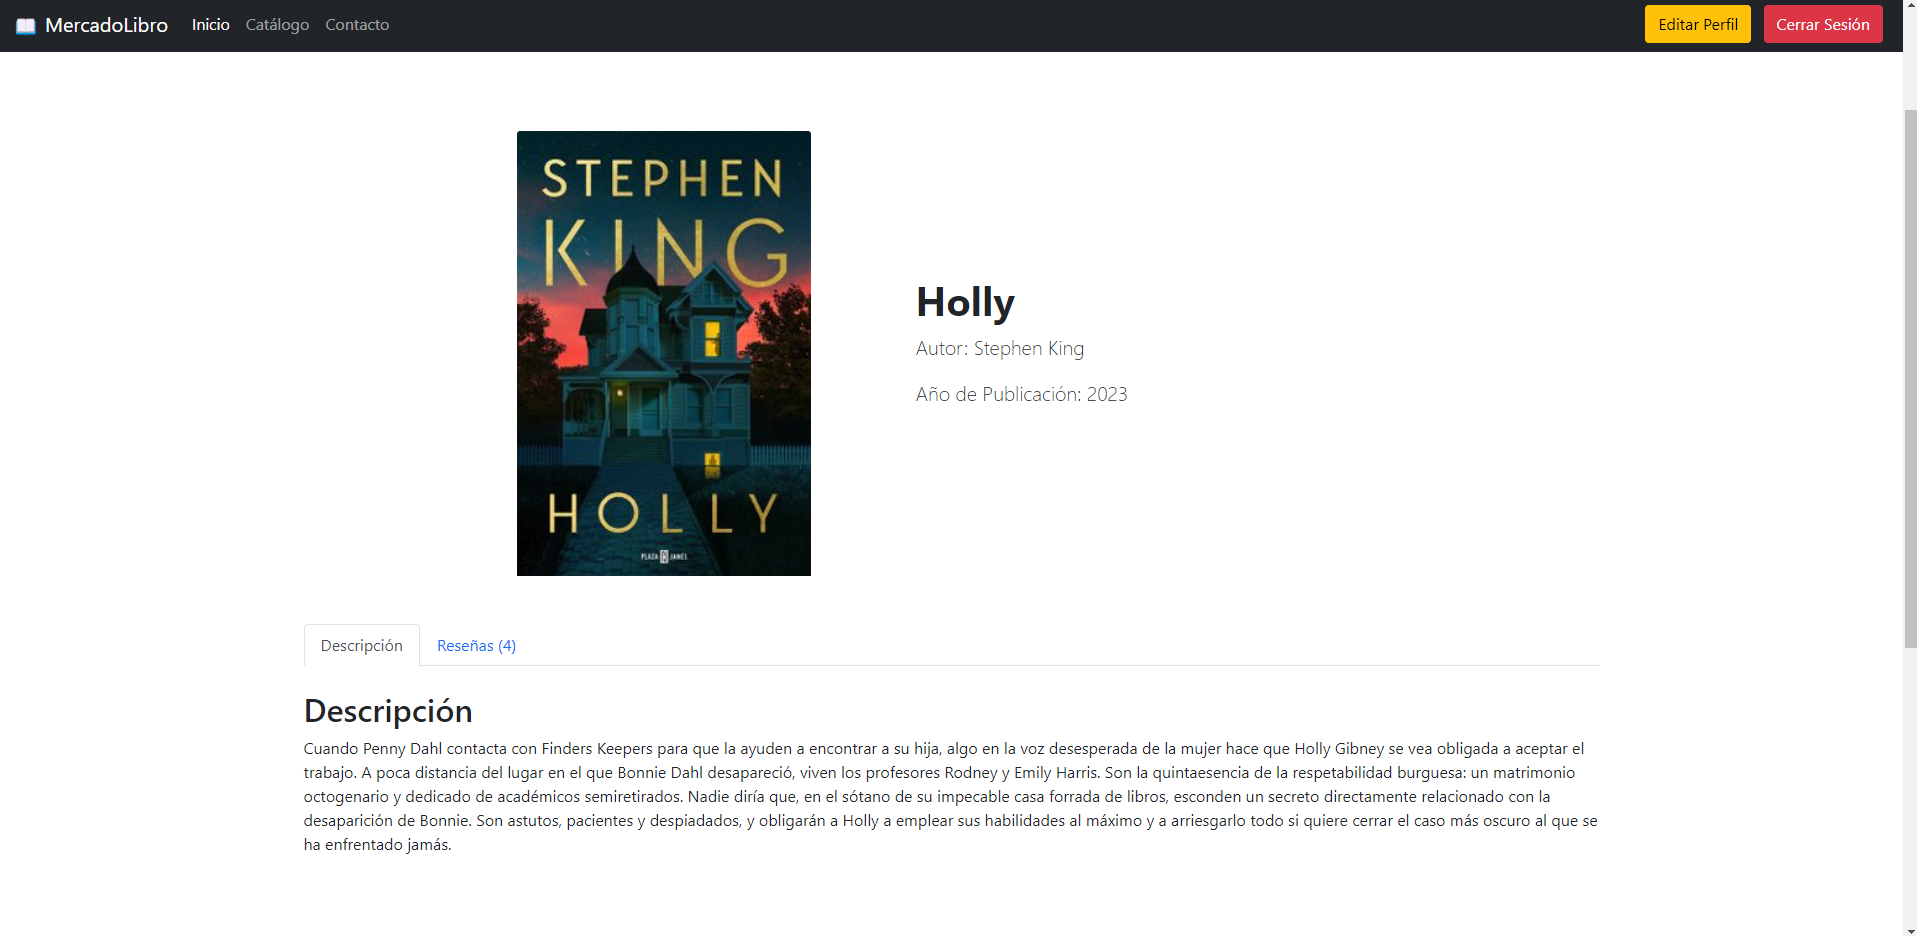 MercadoLibro Inicio Catálogo Contacto Editar Perfil Cerrar Sesión
STEPHEN
KING
HOLLY
PLAZA JANÉS
Holly
Autor: Stephen King
Año de Publicación: 2023
Descripción Reseñas (4)
Descripción
Cuando Penny Dahl contacta con Finders Keepers para que la ayuden a encontrar a su hija, algo en la voz desesperada de la mujer hace que Holly Gibney se vea obligada a aceptar el
trabajo. A poca distancia del lugar en el que Bonnie Dahl desapareció, viven los profesores Rodney y Emily Harris. Son la quintaesencia de la respetabilidad burguesa: un matrimonio
octogenario y dedicado de académicos semiretirados. Nadie diría que, en el sótano de su impecable casa forrada de libros, esconden un secreto directamente relacionado con la
desaparición de Bonnie. Son astutos, pacientes y despiadados, y obligarán a Holly a emplear sus habilidades al máximo y a arriesgarlo todo si quiere cerrar el caso más oscuro al que se
ha enfrentado jamás.